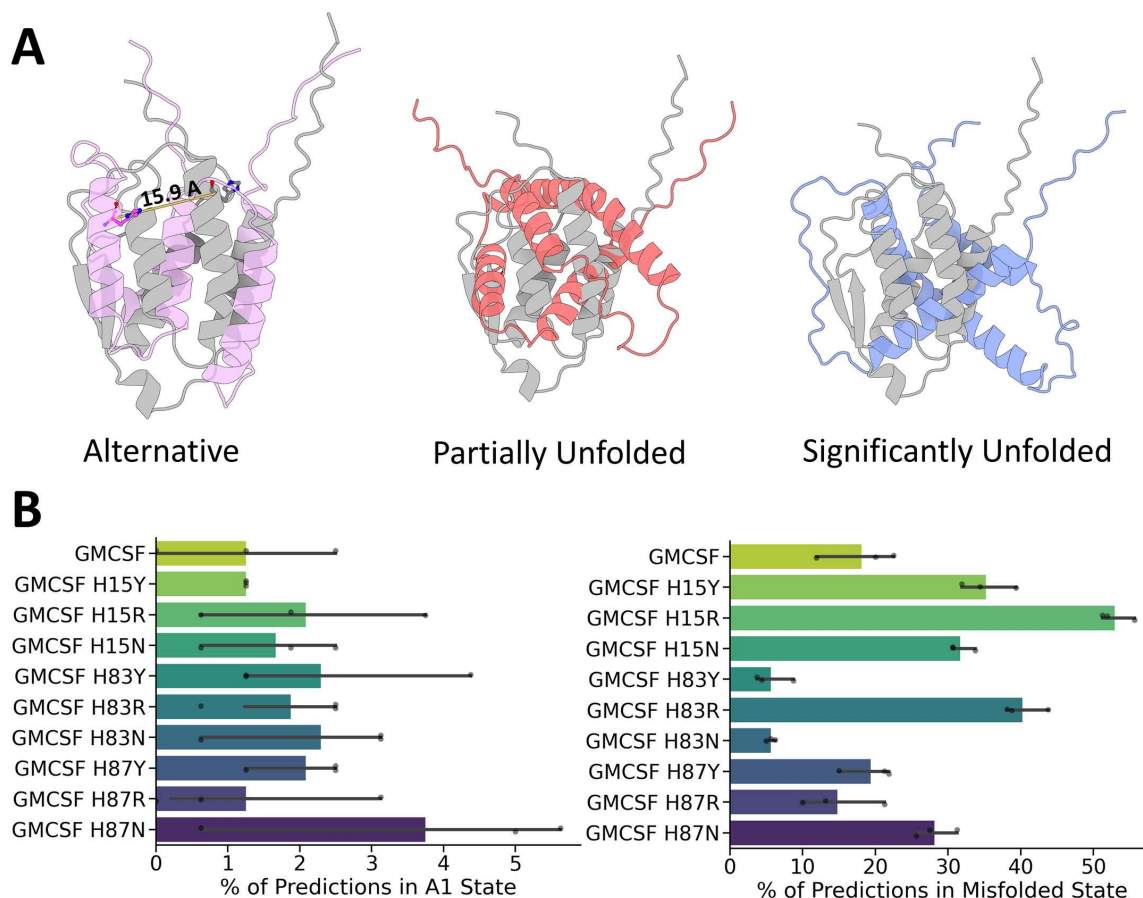 A
15.9 A
Alternative
Partially Unfolded
Significantly Unfolded
B
GMCSF
GMCSF H15Y
GMCSF H15R
GMCSF H15N
GMCSF H83Y
GMCSF H83R
GMCSF H83N
GMCSF H87Y
GMCSF H87R
GMCSF H87N
0 1 2 3 4 5
% of Predictions in A1 State
GMCSF
GMCSF H15Y
GMCSF H15R
GMCSF H15N
GMCSF H83Y
GMCSF H83R
GMCSF H83N
GMCSF H87Y
GMCSF H87R
GMCSF H87N
0 10 20 30 40 50
% of Predictions in Misfolded State